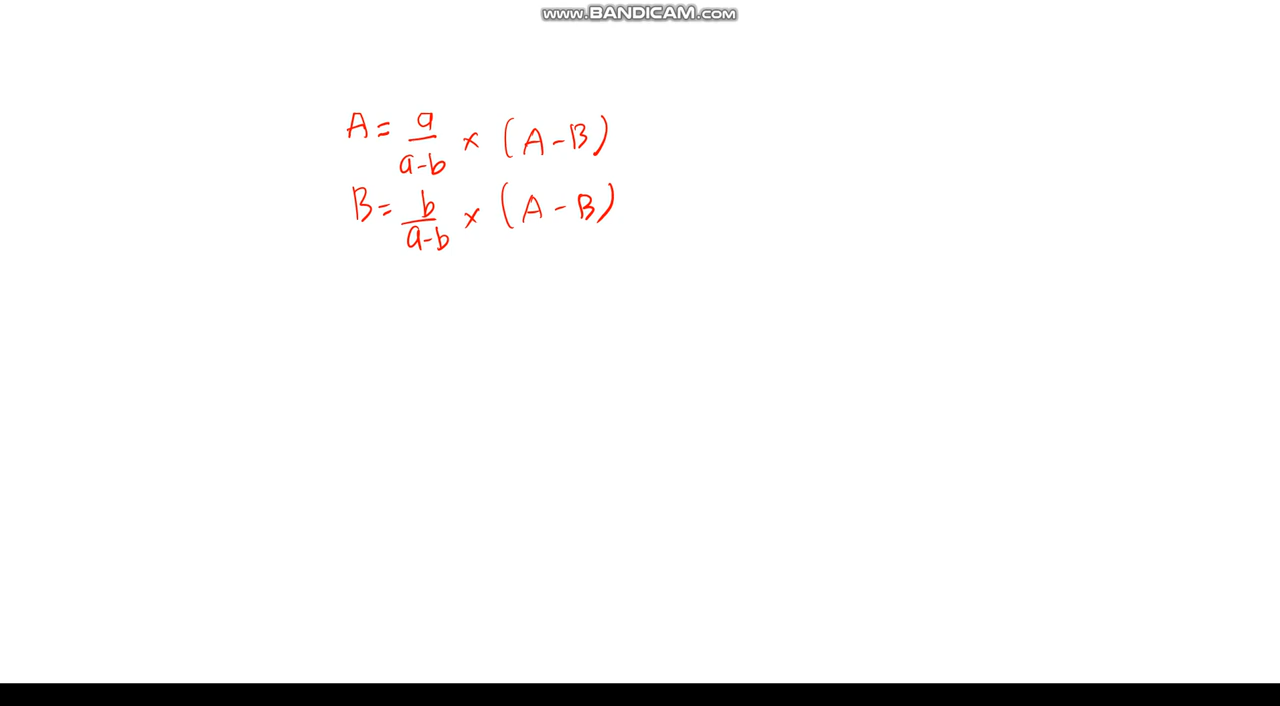 www.BANDICAM.com
A = a/(a-b) × (A - B)
B = b/(a-b) × (A - B)